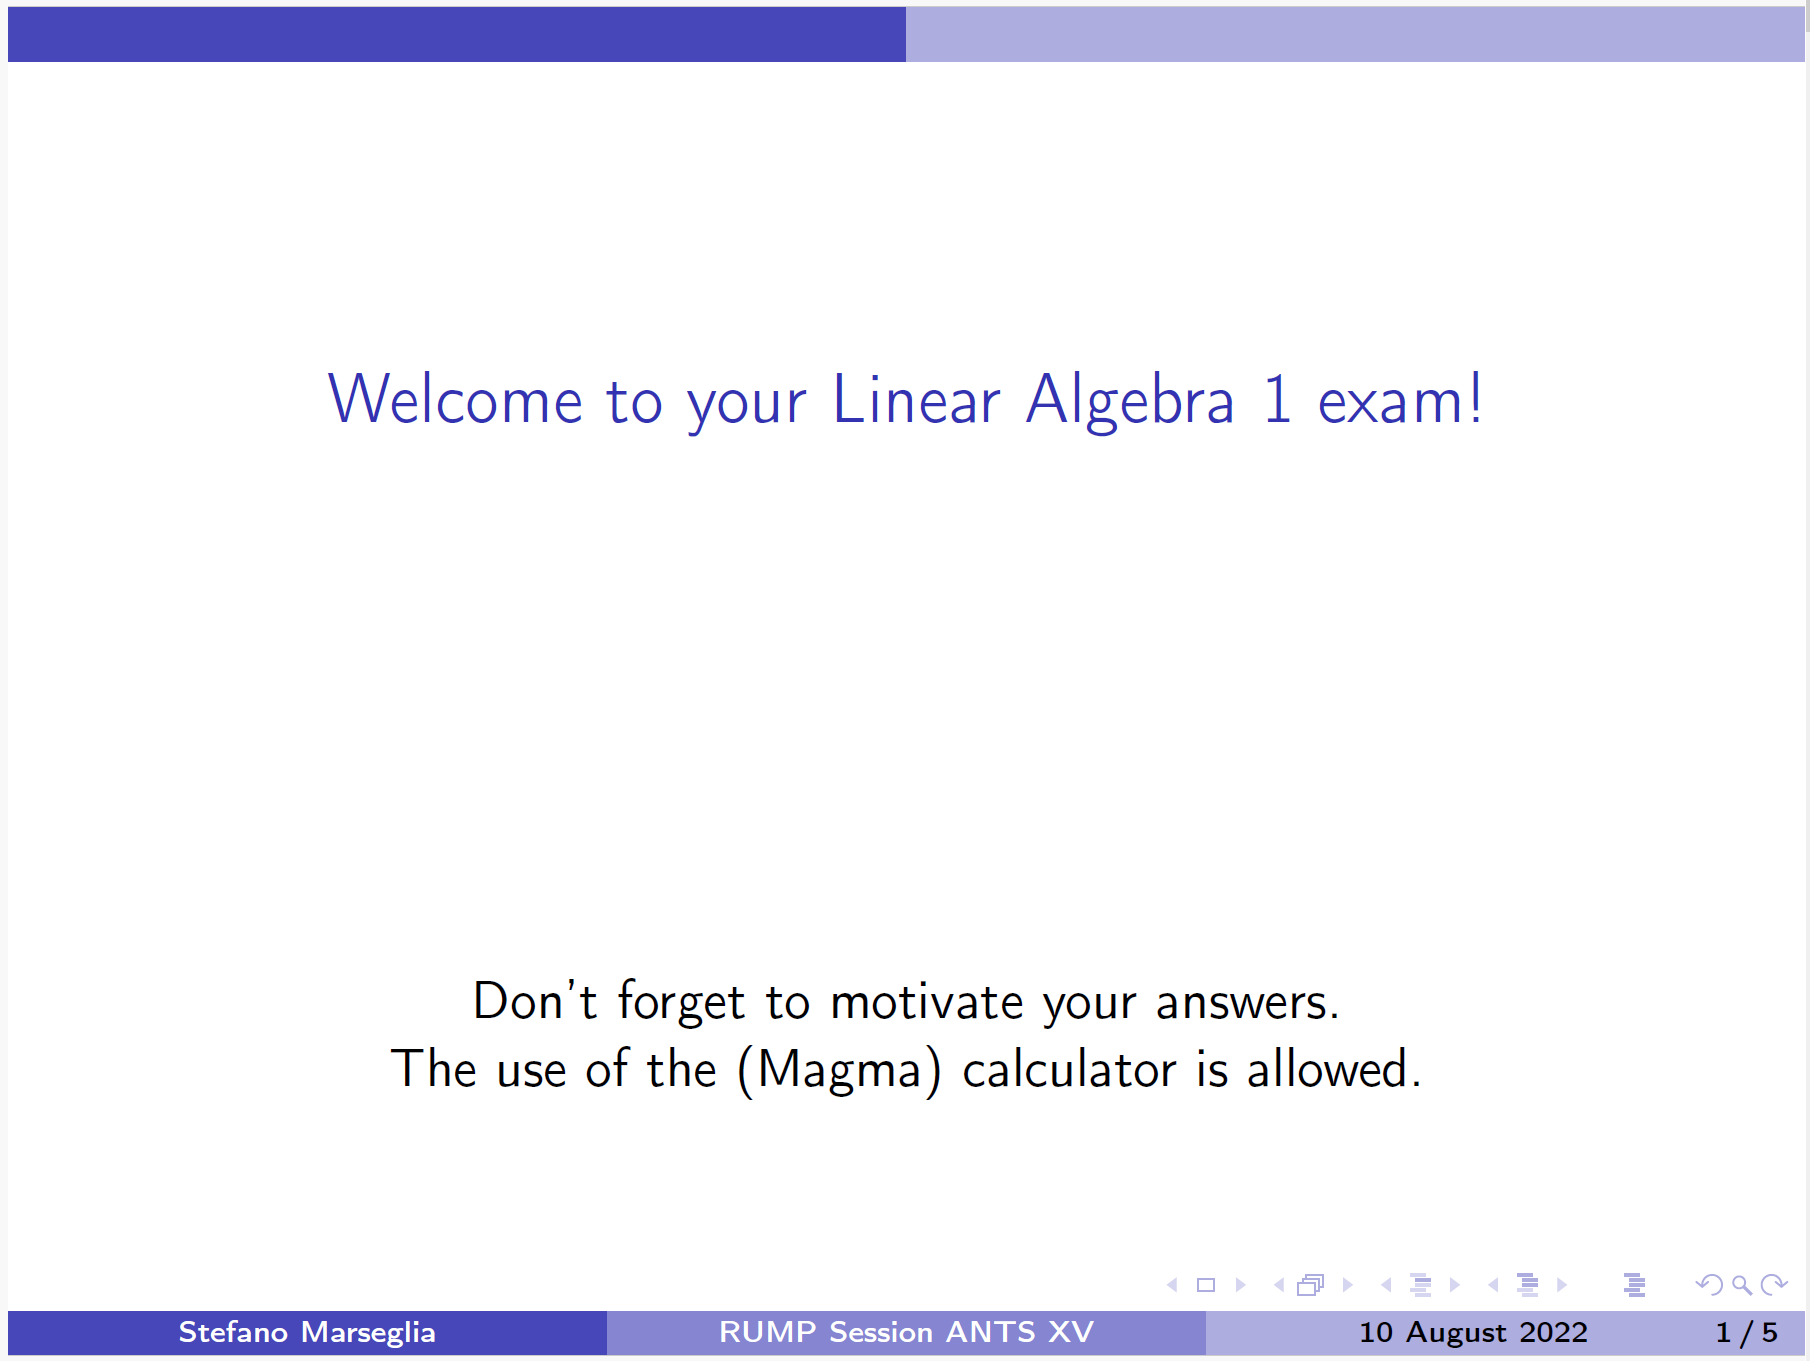 Welcome to your Linear Algebra 1 exam!
Don't forget to motivate your answers.
The use of the (Magma) calculator is allowed.
Stefano Marseglia RUMP Session ANTS XV 10 August 2022 1 / 5